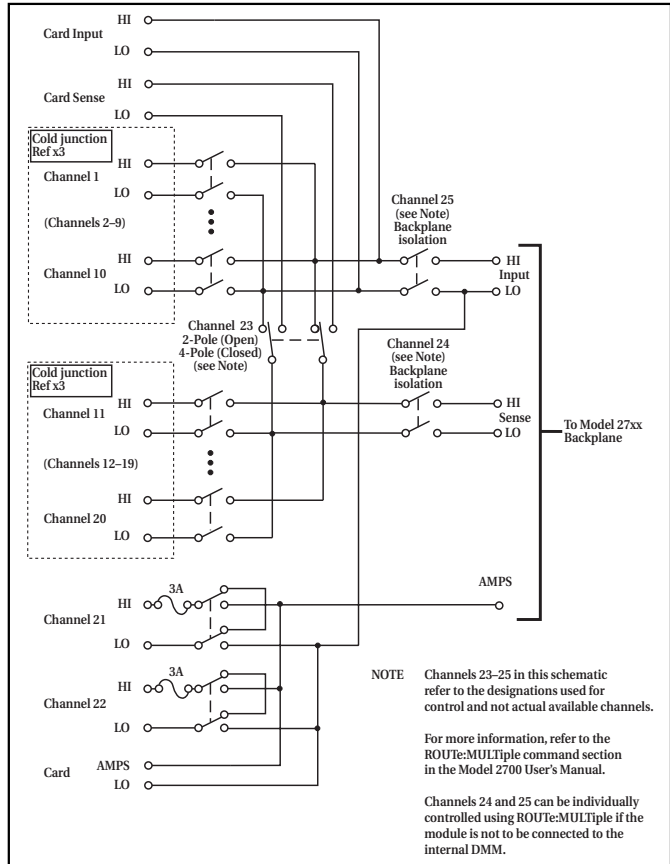 HI
Card Input
LO
HI
Card Sense
LO
Cold junction
Ref x3
HI
Channel 1
LO
(Channels 2–9)
HI
Channel 10
LO
Channel 25
(see Note)
Backplane
isolation
HI
Input
LO
Channel 23
2-Pole (Open)
4-Pole (Closed)
(see Note)
Channel 24
(see Note)
Backplane
isolation
Cold junction
Ref x3
HI
Channel 11
LO
(Channels 12–19)
HI
Channel 20
LO
HI
Sense
LO
To Model 27xx
Backplane
AMPS
3A
HI
Channel 21
LO
3A
HI
Channel 22
LO
AMPS
Card
LO
NOTE Channels 23–25 in this schematic
refer to the designations used for
control and not actual available channels.
For more information, refer to the
ROUTe:MULTiple command section
in the Model 2700 User's Manual.
Channels 24 and 25 can be individually
controlled using ROUTe:MULTiple if the
module is not to be connected to the
internal DMM.